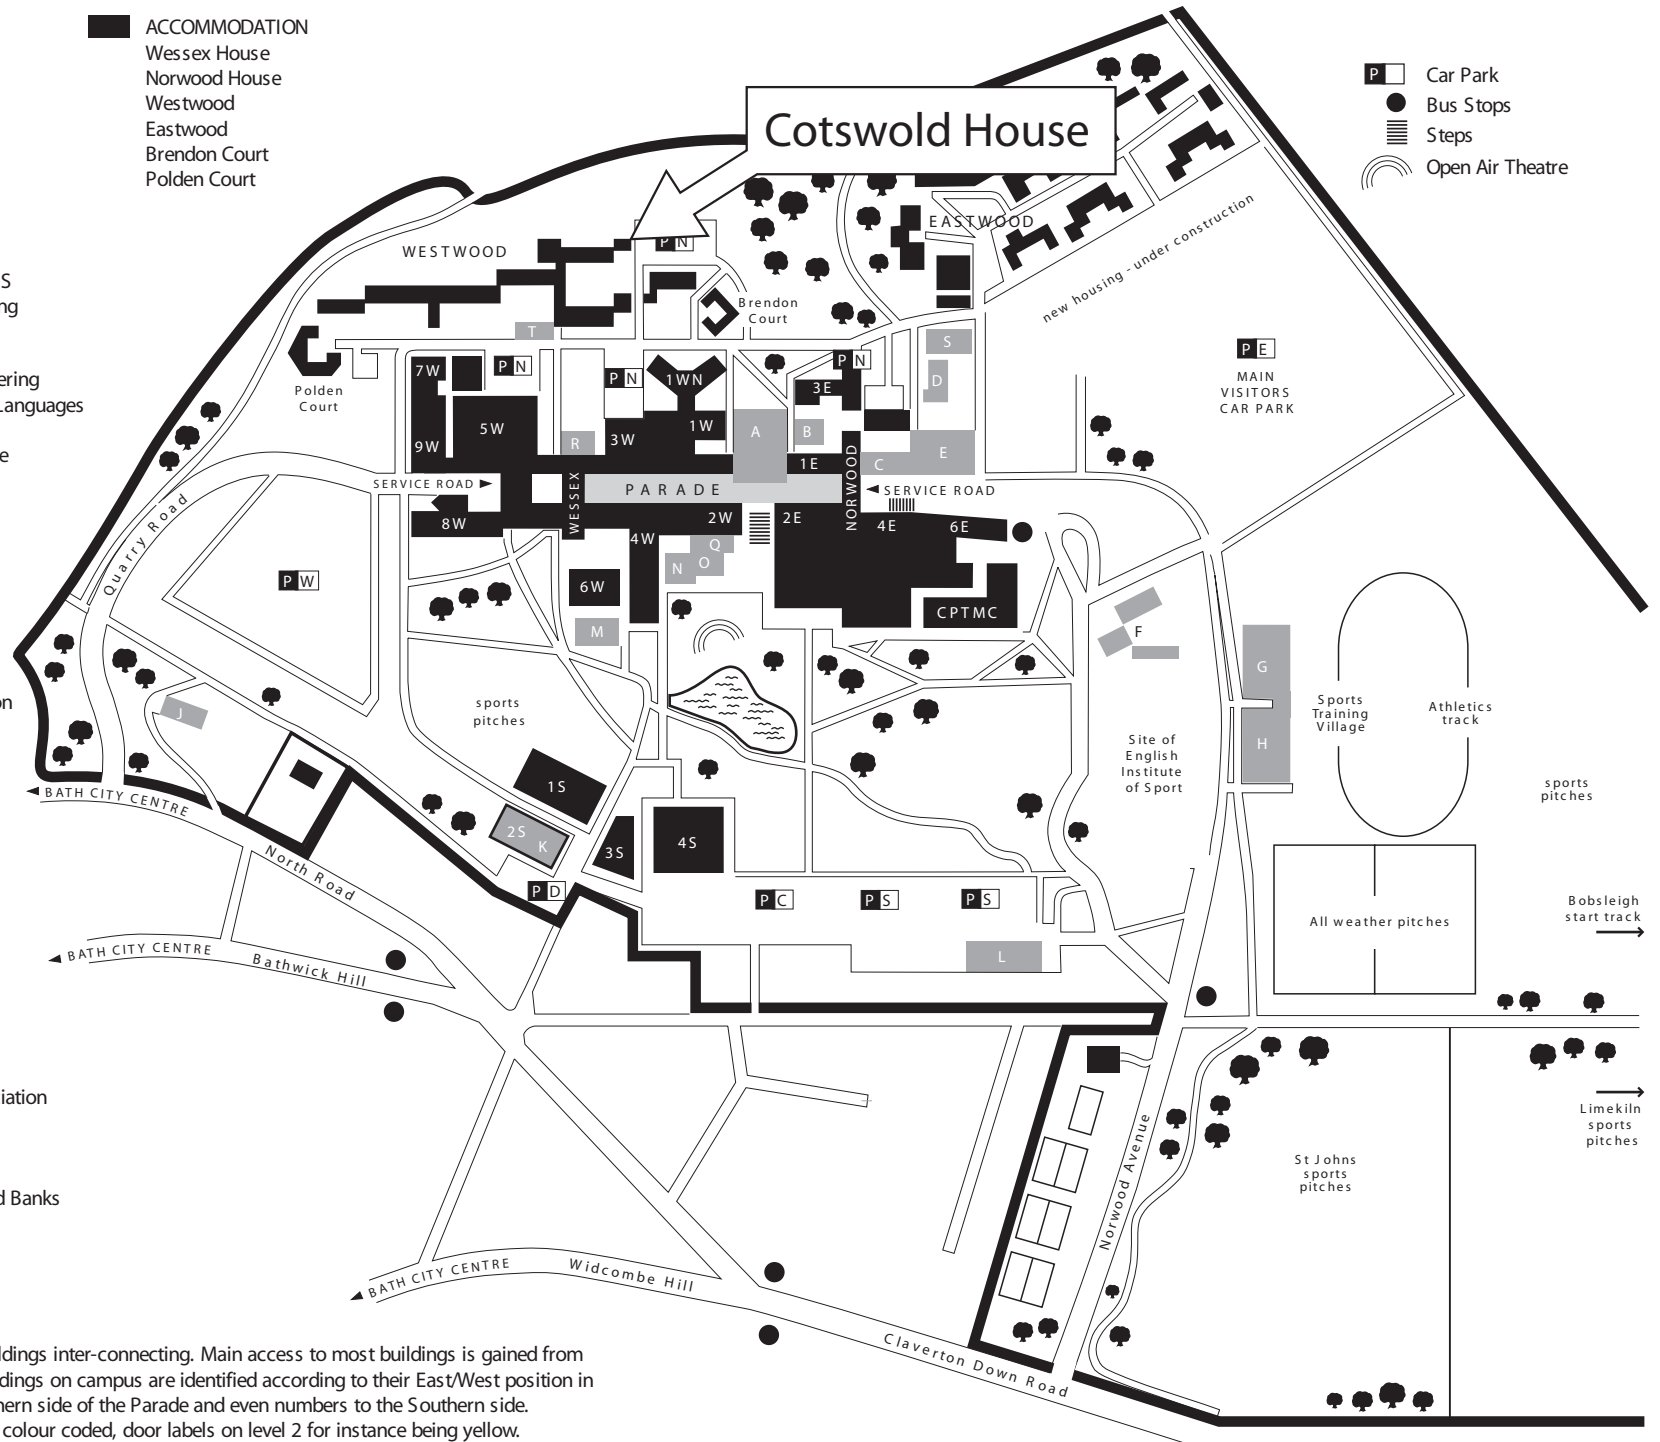 ACCOMMODATION
Wessex House
Norwood House
Westwood
Eastwood
Brendon Court
Polden Court
P Car Park
Bus Stops
Steps
Open Air Theatre
Cotswold House
WESTWOOD
EASTWOOD
P N
Brendon
Court
new housing - under construction
T
S
D
Polden
Court
7W
P N
P N
1WN
P N
3E
P E
MAIN
VISITORS
CAR PARK
S
ng
ering
Languages
e
9W
5W
R
3W
1W
A
B
1E
NORWOOD
C
E
SERVICE ROAD
WESSEX
PARADE
SERVICE ROAD
8W
2W
2E
4E
6E
4W
Q
O
N
Quarry Road
P W
6W
M
CPTMC
F
G
H
on
J
sports
pitches
Sports
Training
Village
Athletics
track
Site of
English
Institute
of Sport
sports
pitches
1S
2S
K
3S
4S
BATH CITY CENTRE
North Road
P D
P C
P S
P S
All weather pitches
Bobsleigh
start track
BATH CITY CENTRE
Bathwick Hill
L
iation
Limekiln
sports
pitches
St Johns
sports
pitches
Norwood Avenue
d Banks
BATH CITY CENTRE
Widcombe Hill
Claverton Down Road
ldings inter-connecting. Main access to most buildings is gained from
dings on campus are identified according to their East/West position in
hern side of the Parade and even numbers to the Southern side.
colour coded, door labels on level 2 for instance being yellow.